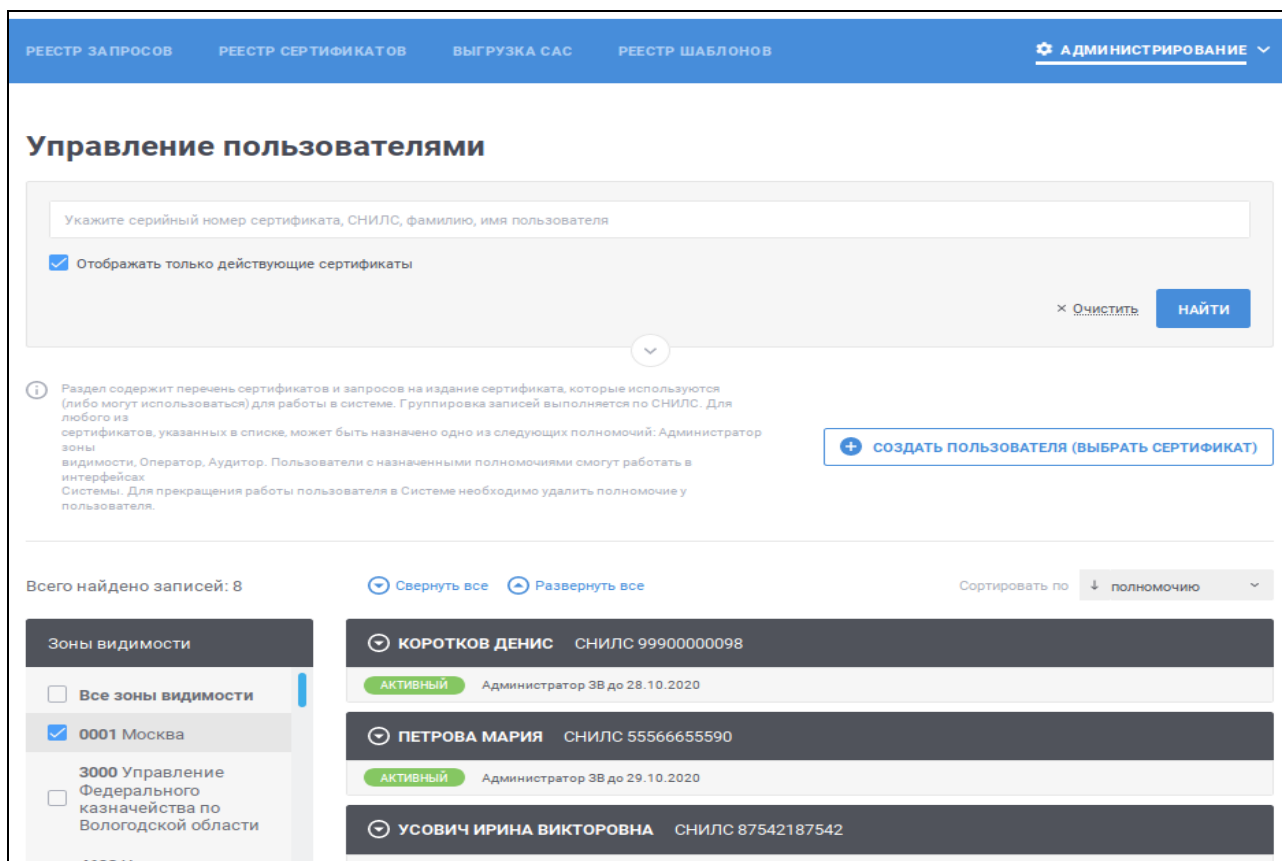 РЕЕСТР ЗАПРОСОВ РЕЕСТР СЕРТИФИКАТОВ ВЫГРУЗКА САС РЕЕСТР ШАБЛОНОВ АДМИНИСТРИРОВАНИЕ
Управление пользователями
Укажите серийный номер сертификата, СНИЛС, фамилию, имя пользователя
Отображать только действующие сертификаты
× Очистить НАЙТИ
Раздел содержит перечень сертификатов и запросов на издание сертификата, которые используются
(либо могут использоваться) для работы в системе. Группировка записей выполняется по СНИЛС. Для
любого из
сертификатов, указанных в списке, может быть назначено одно из следующих полномочий: Администратор
зоны
видимости, Оператор, Аудитор. Пользователи с назначенными полномочиями смогут работать в
интерфейсах
Системы. Для прекращения работы пользователя в Системе необходимо удалить полномочие у
пользователя.
СОЗДАТЬ ПОЛЬЗОВАТЕЛЯ (ВЫБРАТЬ СЕРТИФИКАТ)
Всего найдено записей: 8 Свернуть все Развернуть все Сортировать по ↓ полномочию
Зоны видимости
Все зоны видимости
0001 Москва
3000 Управление
Федерального
казначейства по
Вологодской области
КОРОТКОВ ДЕНИС СНИЛС 99900000098
АКТИВНЫЙ Администратор ЗВ до 28.10.2020
ПЕТРОВА МАРИЯ СНИЛС 55566655590
АКТИВНЫЙ Администратор ЗВ до 29.10.2020
УСОВИЧ ИРИНА ВИКТОРОВНА СНИЛС 87542187542